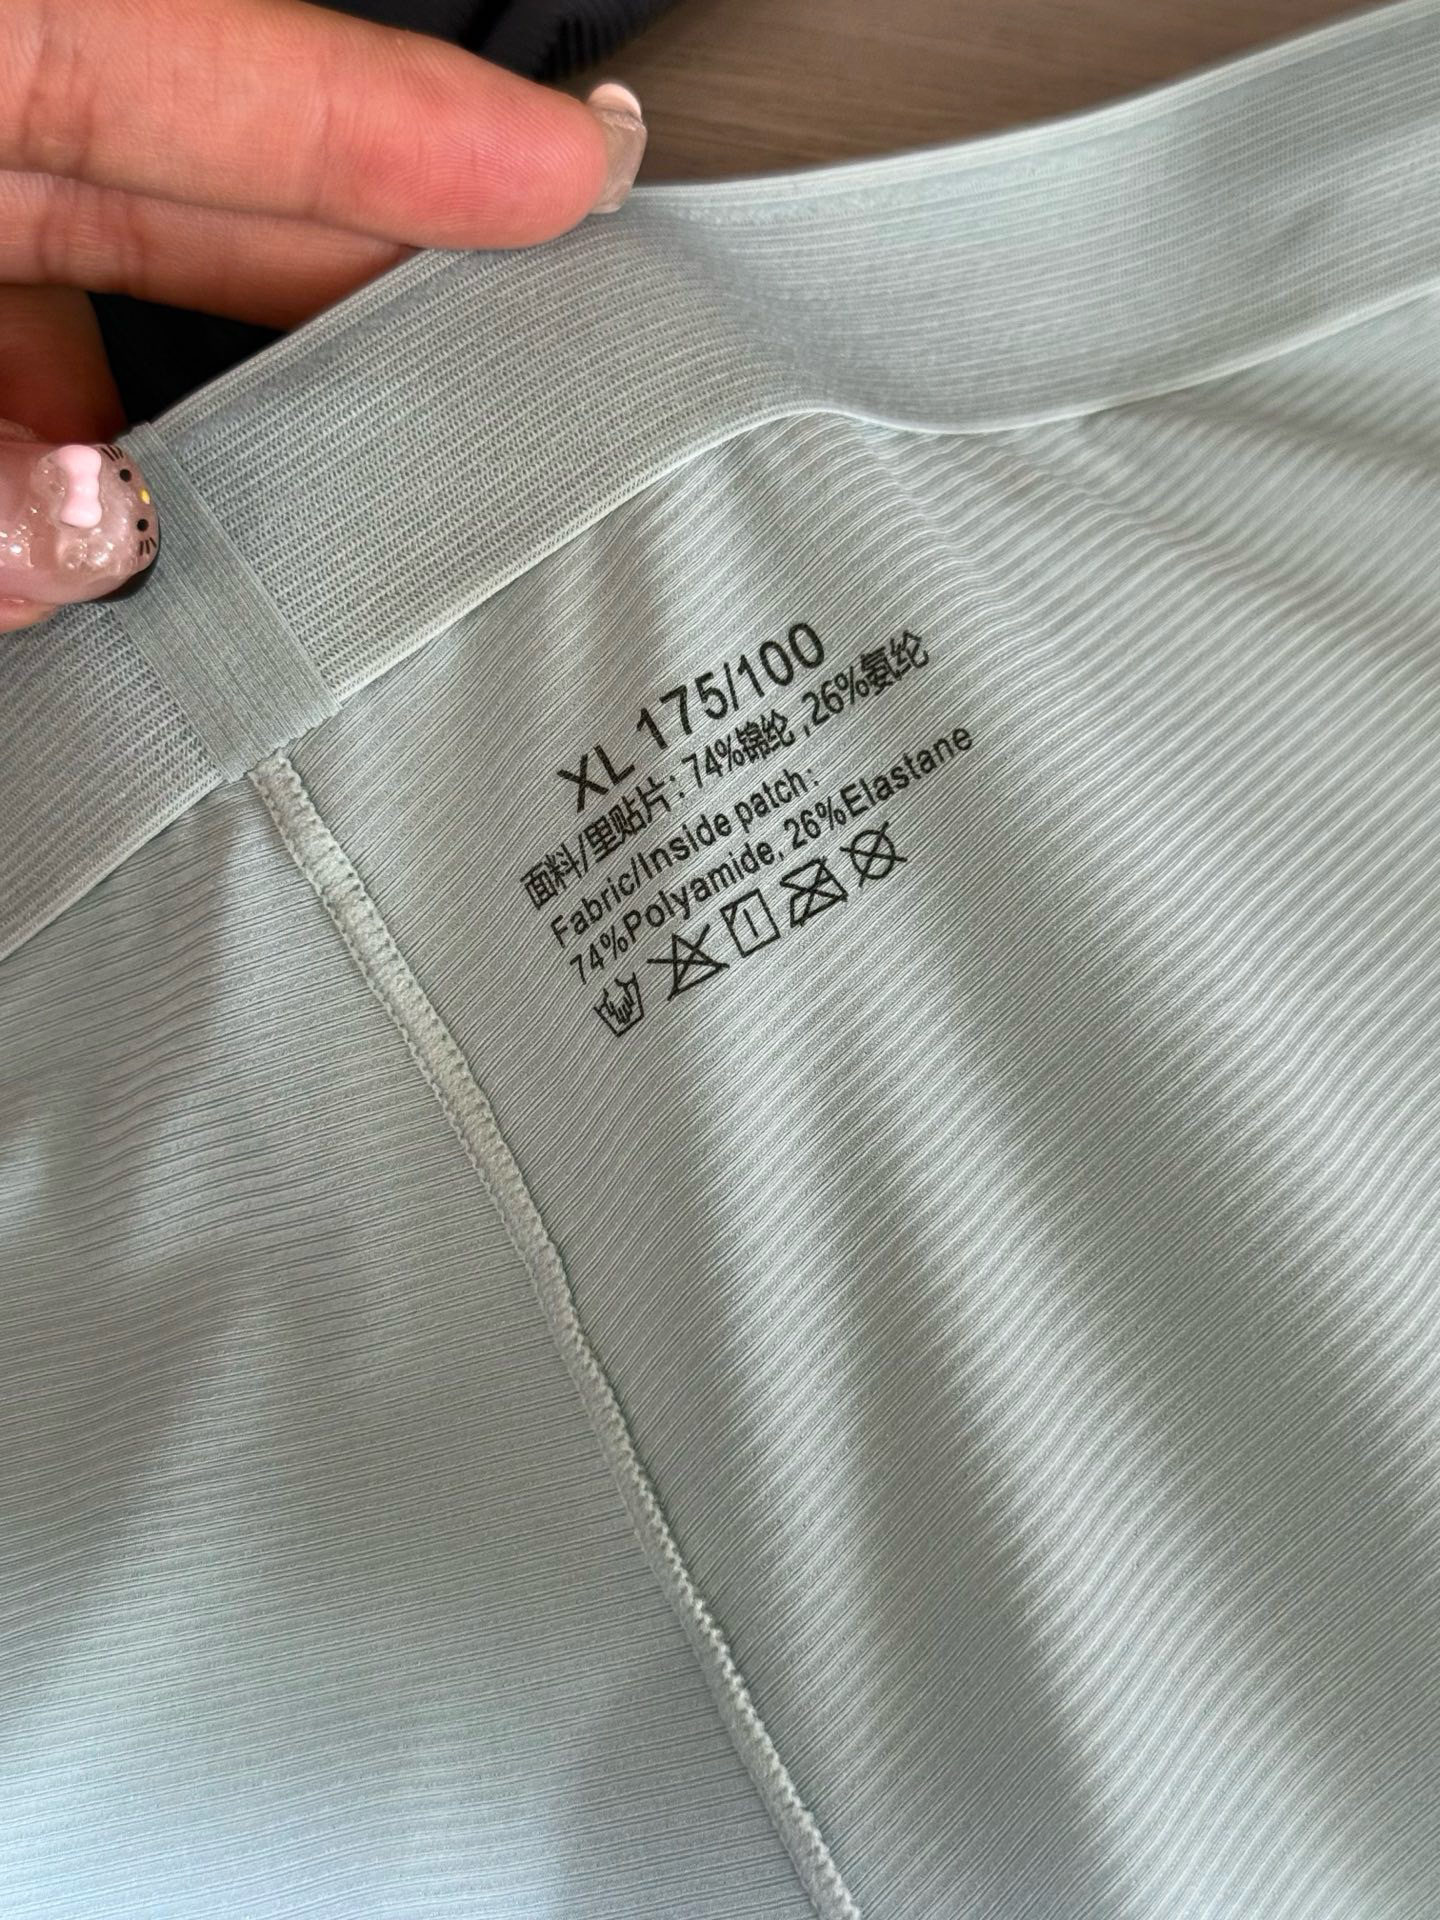 XL 175/100
面料/里贴片：74%锦纶，26%氨纶
Fabric/Inside patch:
74%Polyamide, 26%Elastane